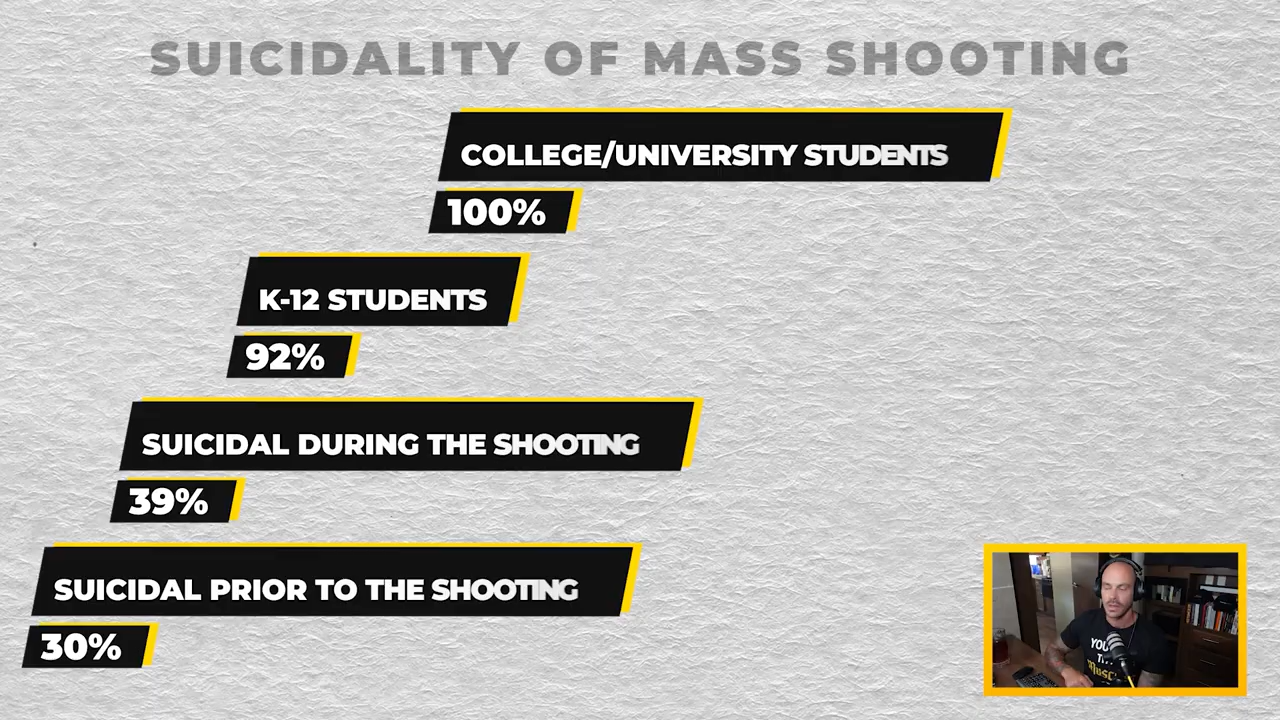 SUICIDALITY OF MASS SHOOTING
COLLEGE/UNIVERSITY STUDENTS
100%
K-12 STUDENTS
92%
SUICIDAL DURING THE SHOOTING
39%
SUICIDAL PRIOR TO THE SHOOTING
30%